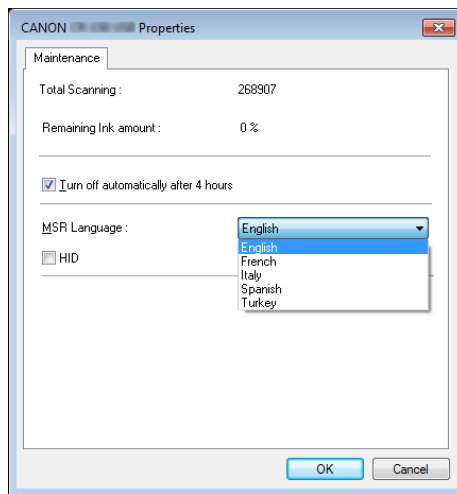 CANON Properties
Maintenance
Total Scanning : 268907
Remaining Ink amount : 0 %
Turn off automatically after 4 hours
MSR Language : English
English
French
HID
Italy
Spanish
Turkey
OK Cancel